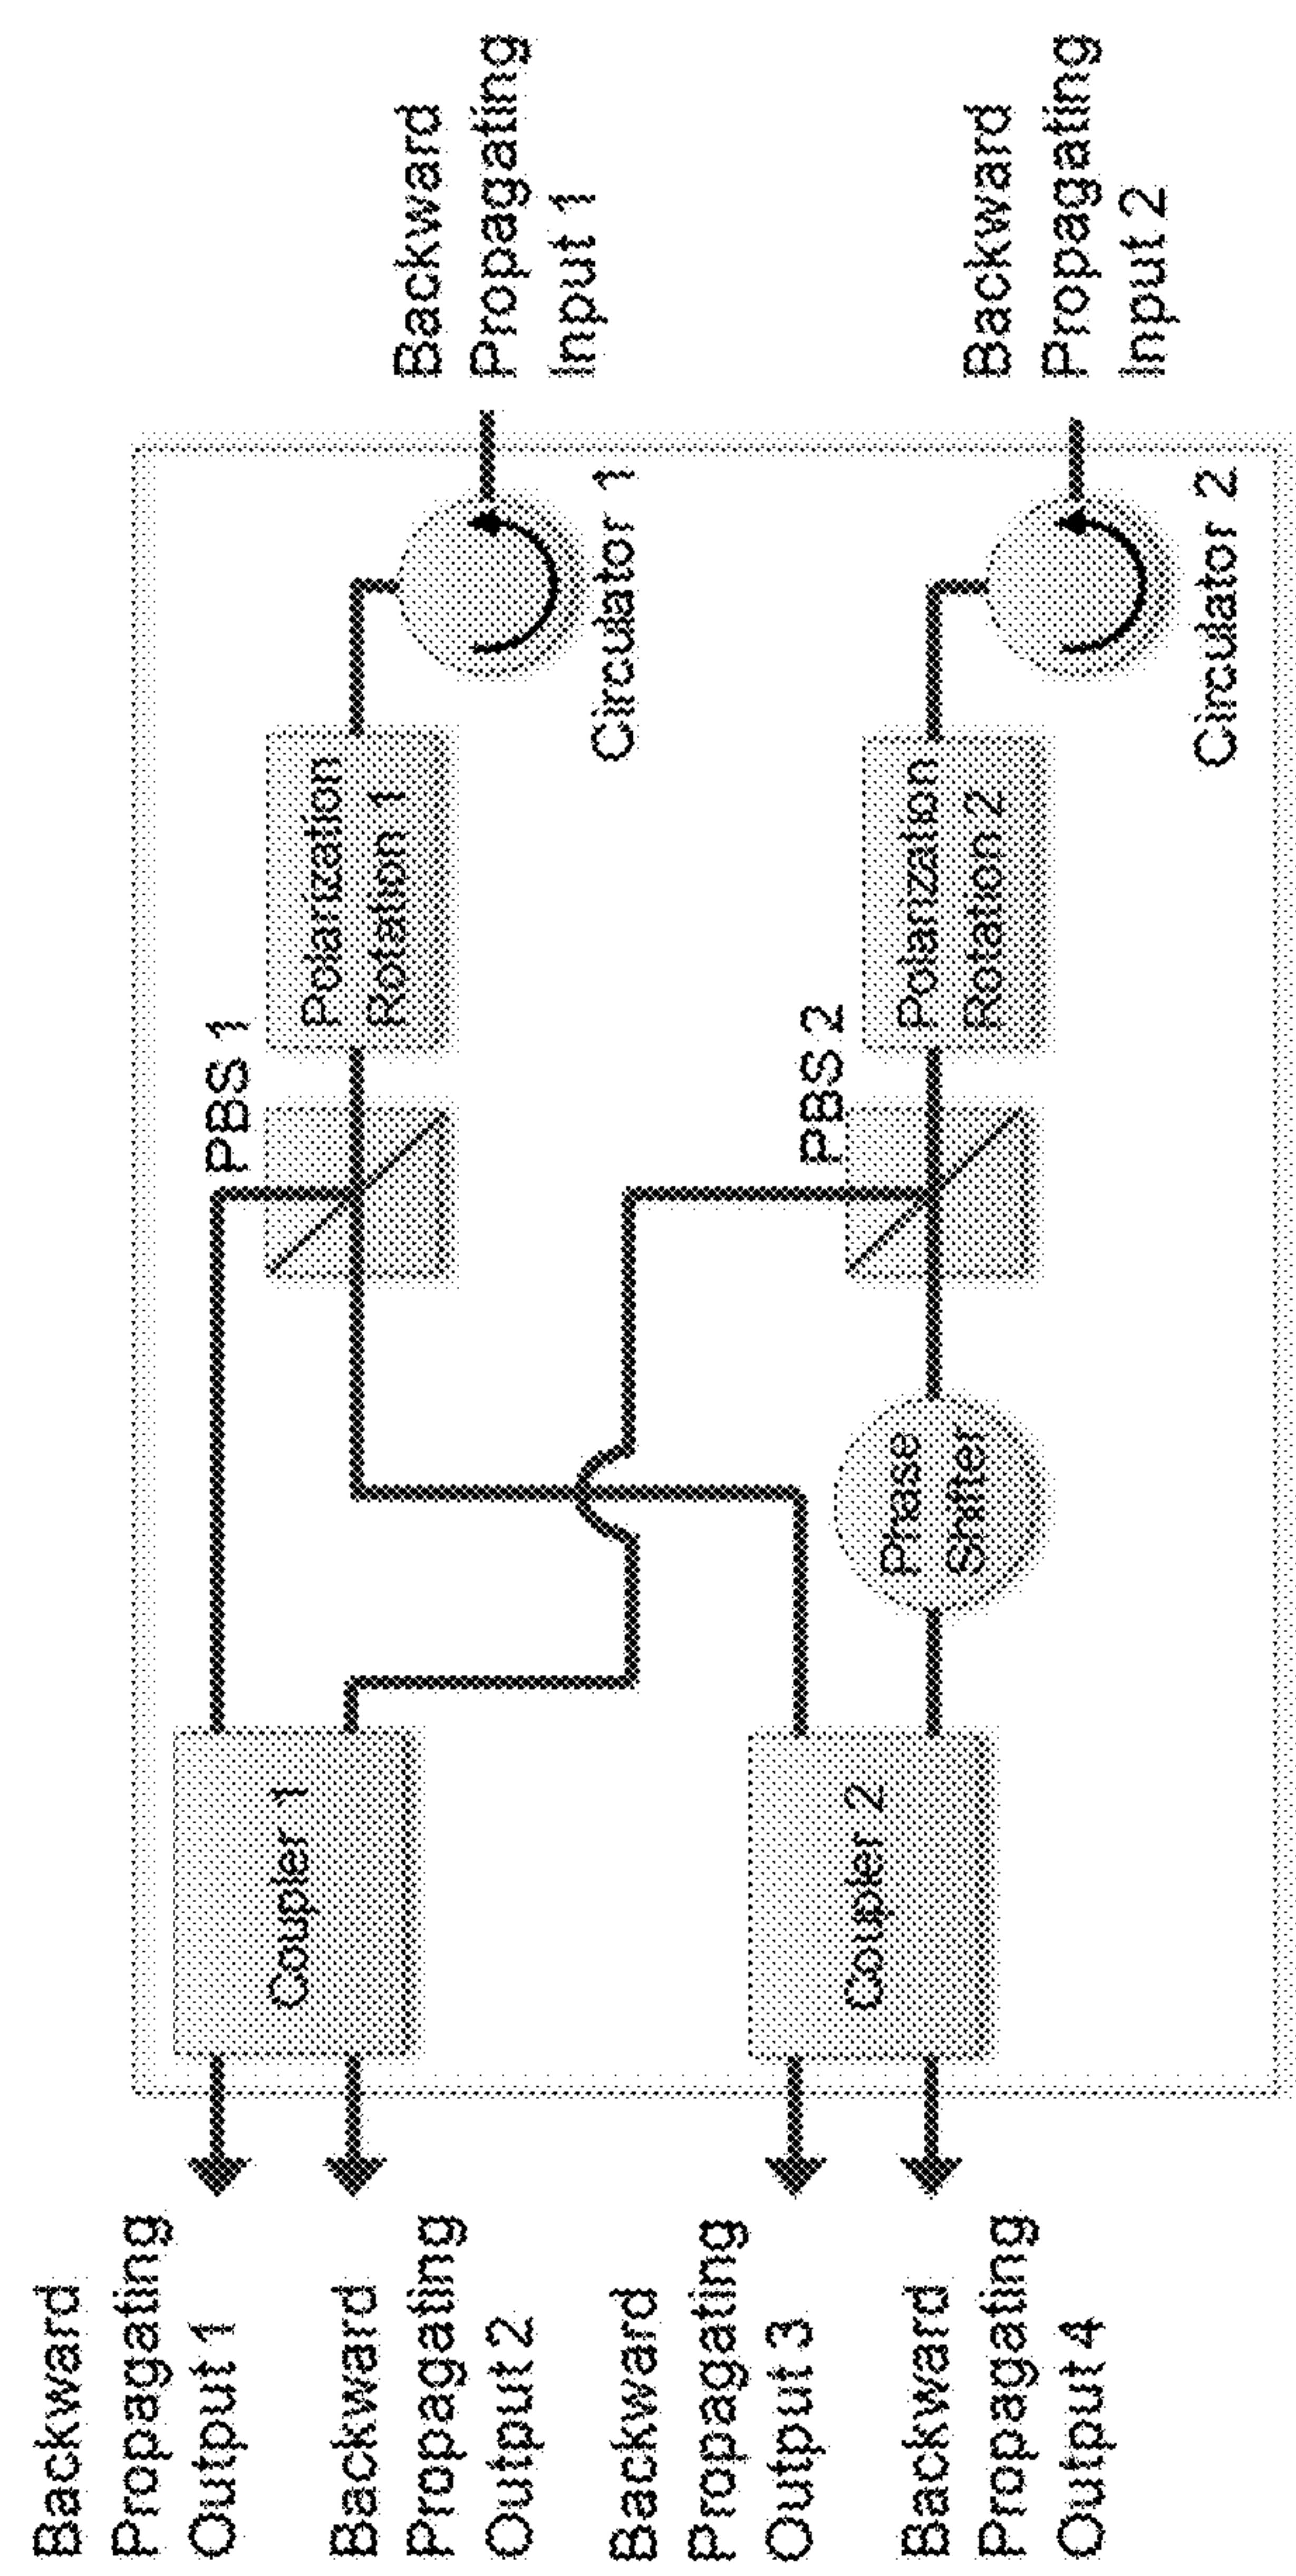 Backward
Propagating
Output 1
Backward
Propagating
Output 2
Backward
Propagating
Output 3
Backward
Propagating
Output 4
Coupler 1
Coupler 2
Phase
Shifter
PBS 1
PBS 2
Polarization
Rotation 1
Polarization
Rotation 2
Circulator 1
Circulator 2
Backward
Propagating
Input 1
Backward
Propagating
Input 2